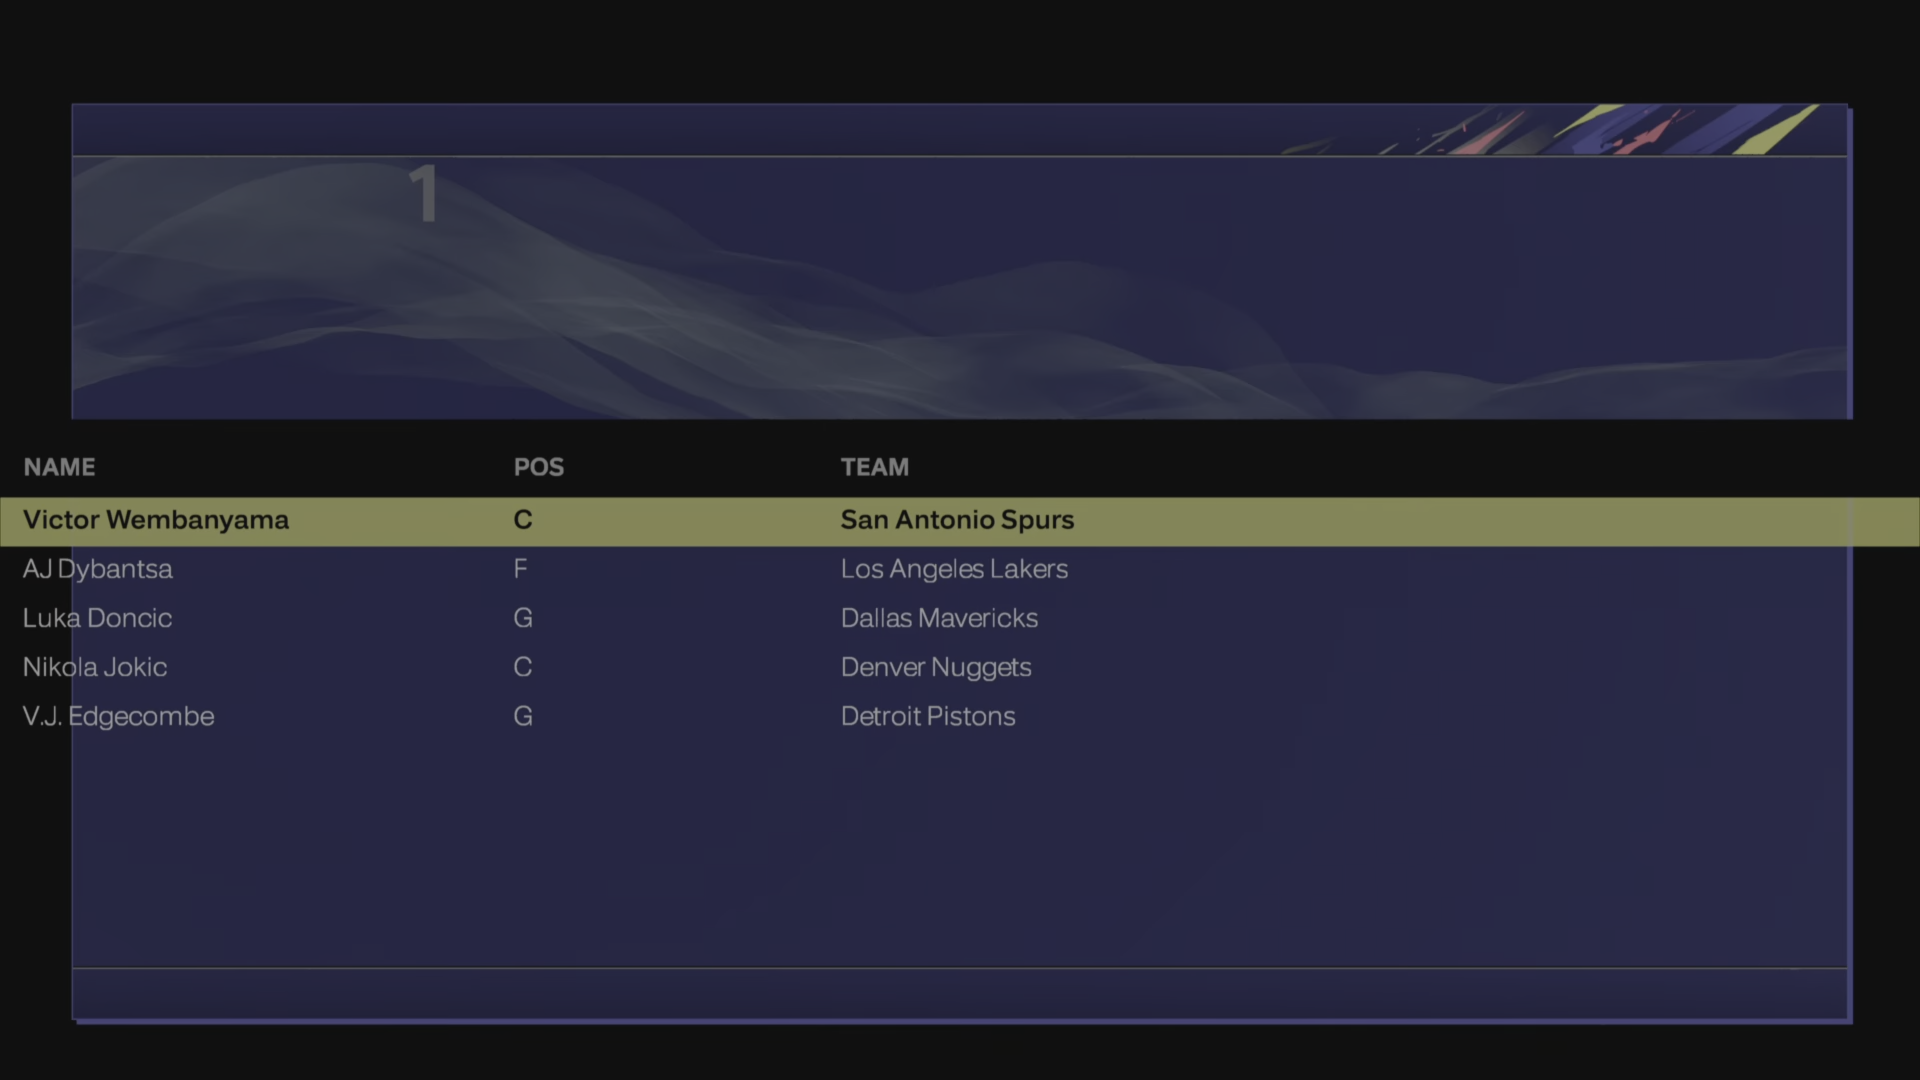 1
NAME POS TEAM
Victor Wembanyama C San Antonio Spurs
AJ Dybantsa F Los Angeles Lakers
Luka Doncic G Dallas Mavericks
Nikola Jokic C Denver Nuggets
V.J. Edgecombe G Detroit Pistons